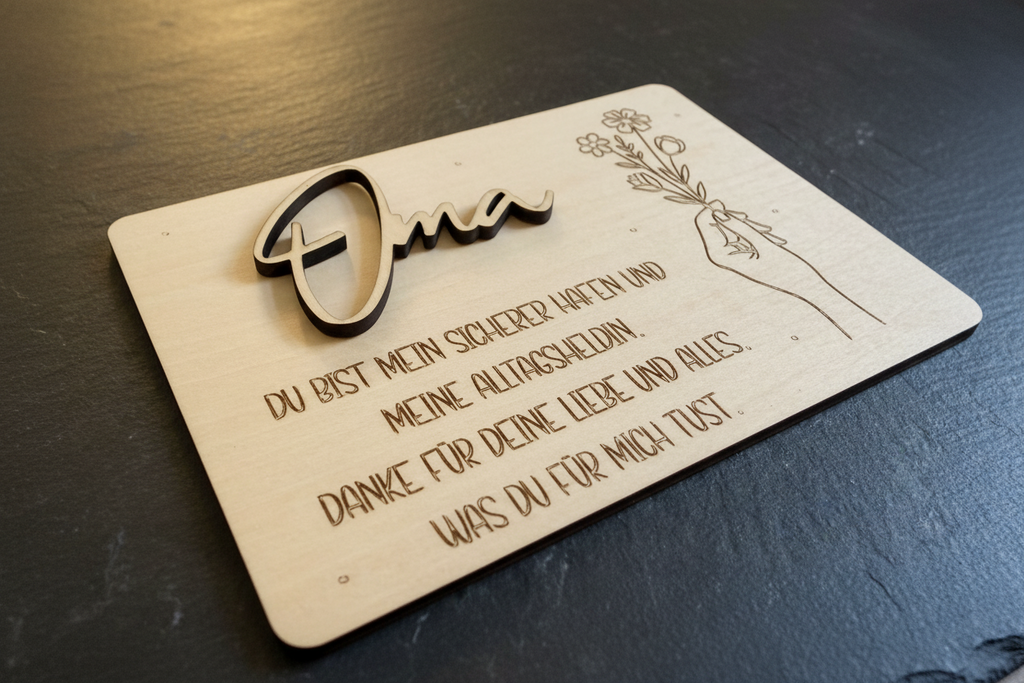 Oma
DU BIST MEIN SICHERER HAFEN UND
MEINE ALLTAGSHELDIN.
DANKE FÜR DEINE LIEBE UND ALLES.
WAS DU FÜR MICH TUST.